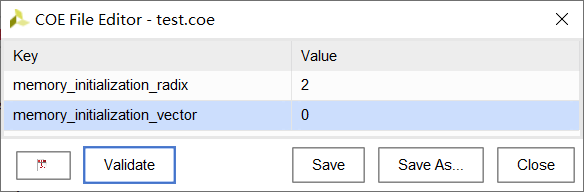 COE File Editor - test.coe
Key Value
memory_initialization_radix 2
memory_initialization_vector 0
Validate Save Save As... Close